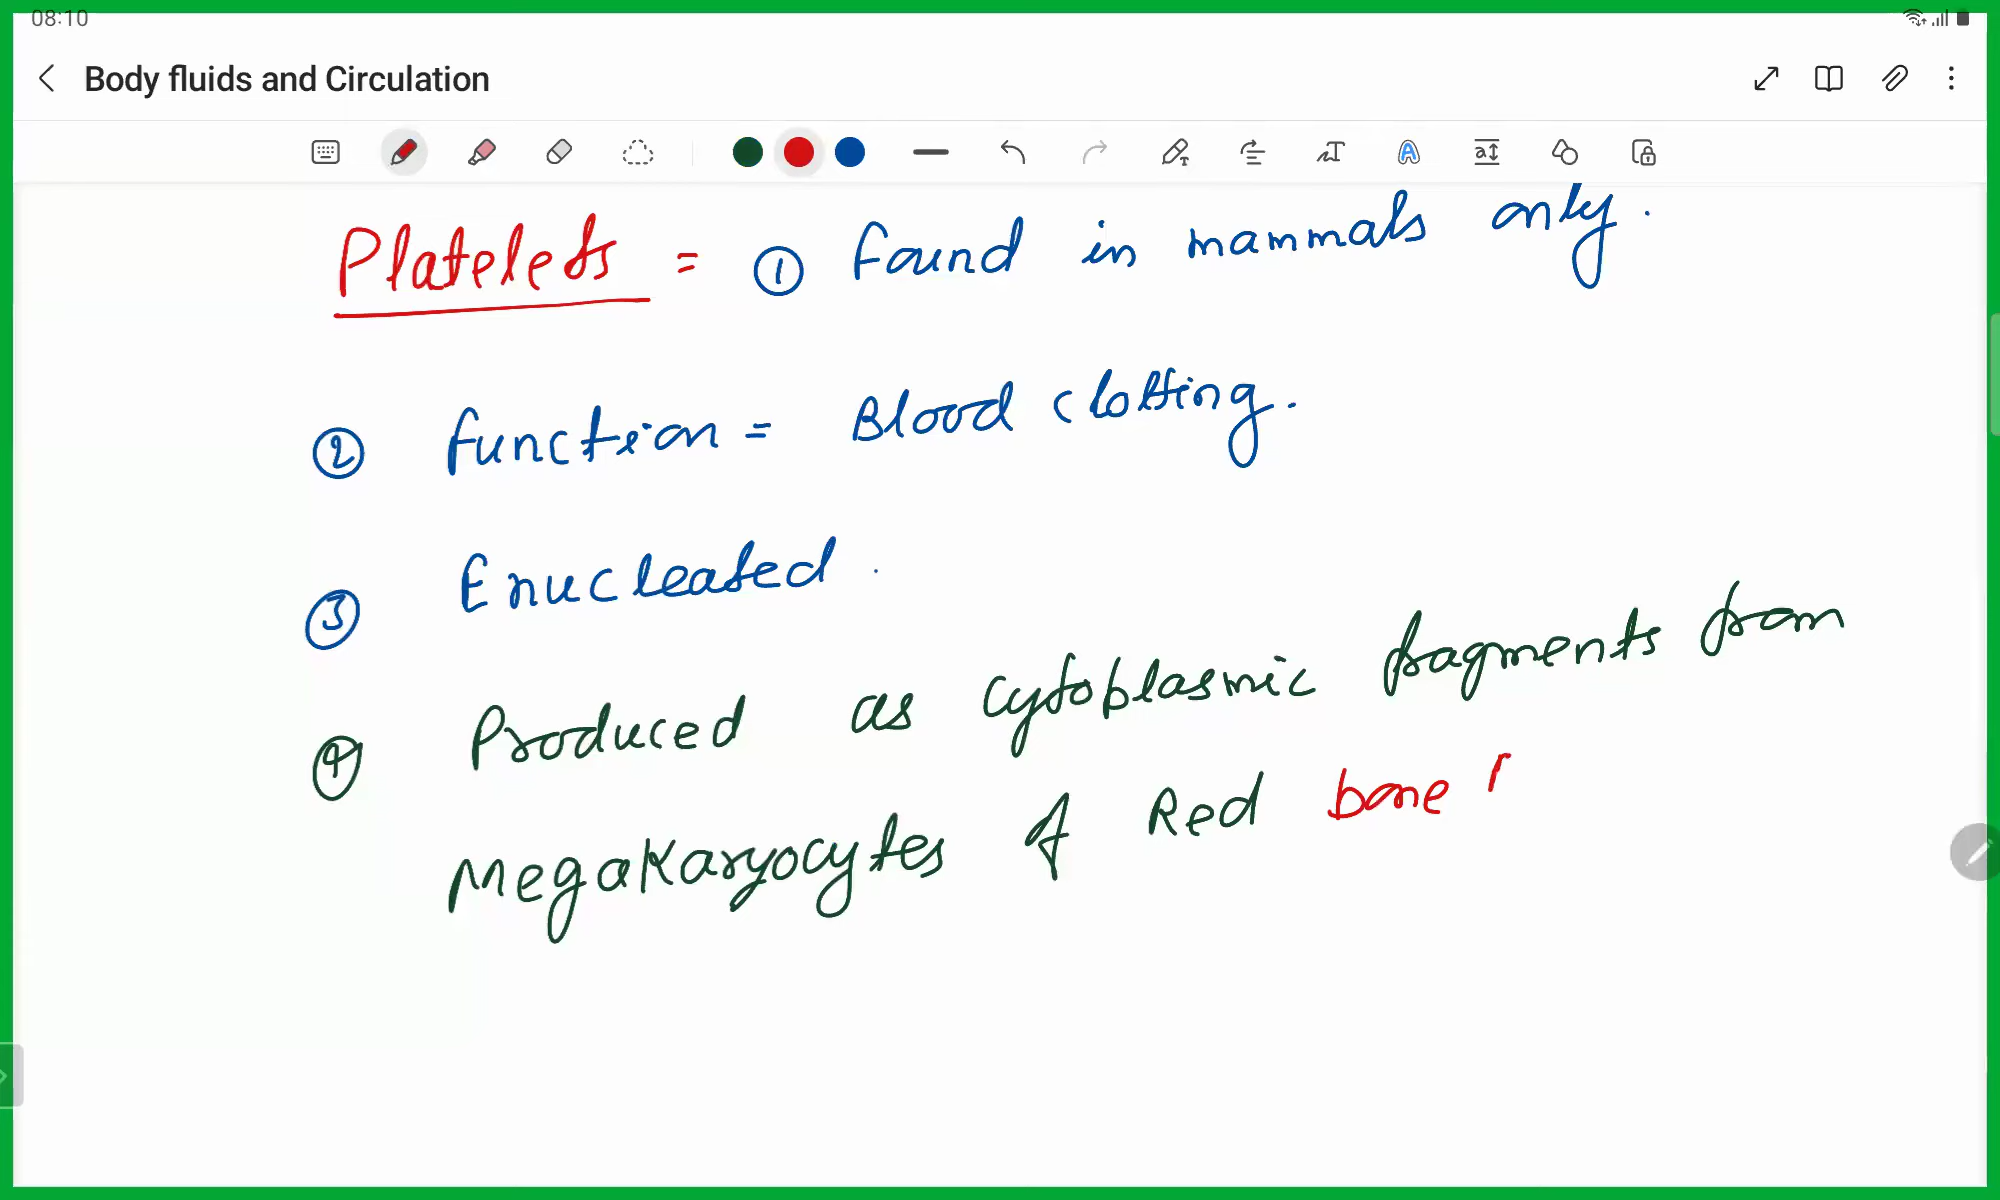 08:10
Body fluids and Circulation
Platelets = ① Found in mammals only.
② Function = Blood clotting.
③ Enucleated.
④ Produced as cytoplasmic fragments from
Megakaryocytes of Red bone